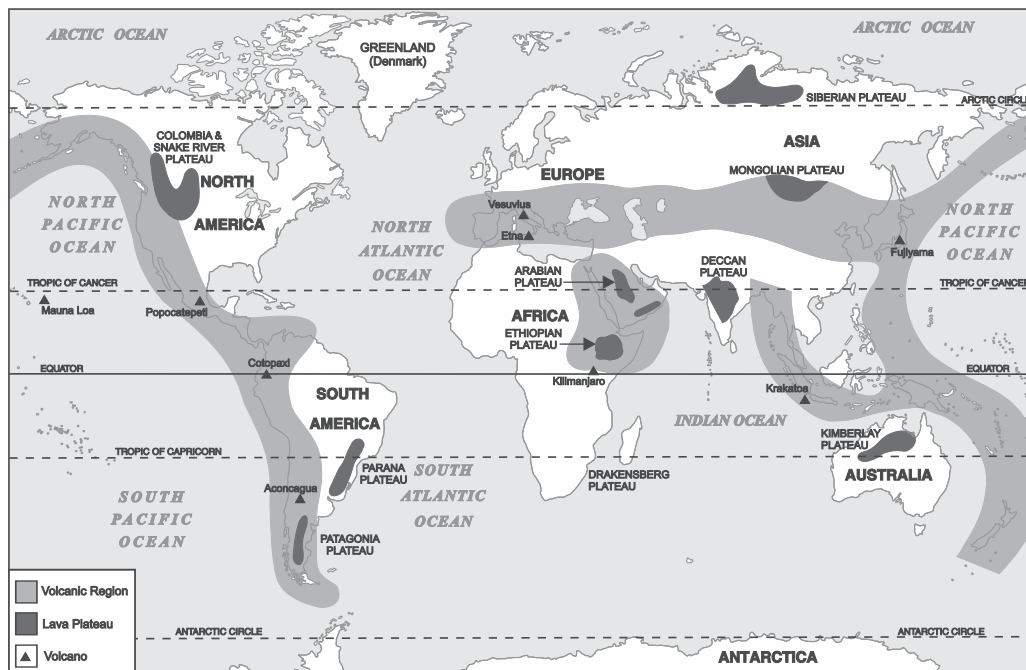 ARCTIC OCEAN
ARCTIC OCEAN
GREENLAND
(Denmark)
SIBERIAN PLATEAU
ARCTIC CIRCLE
COLOMBIA &
SNAKE RIVER
PLATEAU
ASIA
EUROPE
MONGOLIAN PLATEAU
NORTH
AMERICA
NORTH
PACIFIC
OCEAN
Vesuvius
Etna
NORTH
ATLANTIC
OCEAN
NORTH
PACIFIC
OCEAN
Fujiyama
DECCAN
PLATEAU
ARABIAN
PLATEAU
TROPIC OF CANCER
TROPIC OF CANCER
Mauna Loa
Popocatepeti
AFRICA
ETHIOPIAN
PLATEAU
Cotopaxi
EQUATOR
EQUATOR
Kilimanjaro
Krakatoa
SOUTH
AMERICA
INDIAN OCEAN
KIMBERLAY
PLATEAU
TROPIC OF CAPRICORN
PARANA
PLATEAU
SOUTH
ATLANTIC
OCEAN
DRAKENSBERG
PLATEAU
AUSTRALIA
Aconcagua
SOUTH
PACIFIC
OCEAN
PATAGONIA
PLATEAU
Volcanic Region
Lava Plateau
Volcano
ANTARCTIC CIRCLE
ANTARCTIC CIRCLE
ANTARCTICA